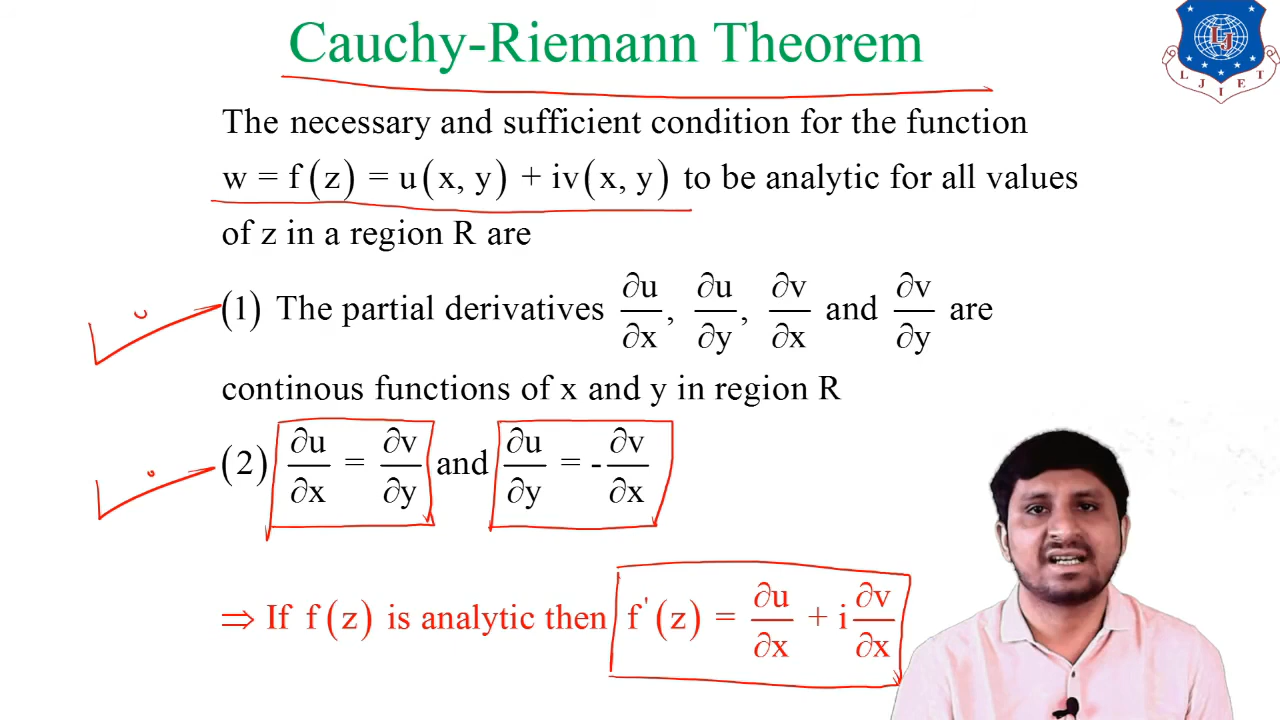 Cauchy-Riemann Theorem
LJ
L J I E T
The necessary and sufficient condition for the function
w = f(z) = u(x, y) + iv(x, y) to be analytic for all values
of z in a region R are
(1) The partial derivatives ∂u/∂x, ∂u/∂y, ∂v/∂x and ∂v/∂y are
continous functions of x and y in region R
(2) ∂u/∂x = ∂v/∂y and ∂u/∂y = -∂v/∂x
⇒ If f(z) is analytic then f'(z) = ∂u/∂x + i ∂v/∂x